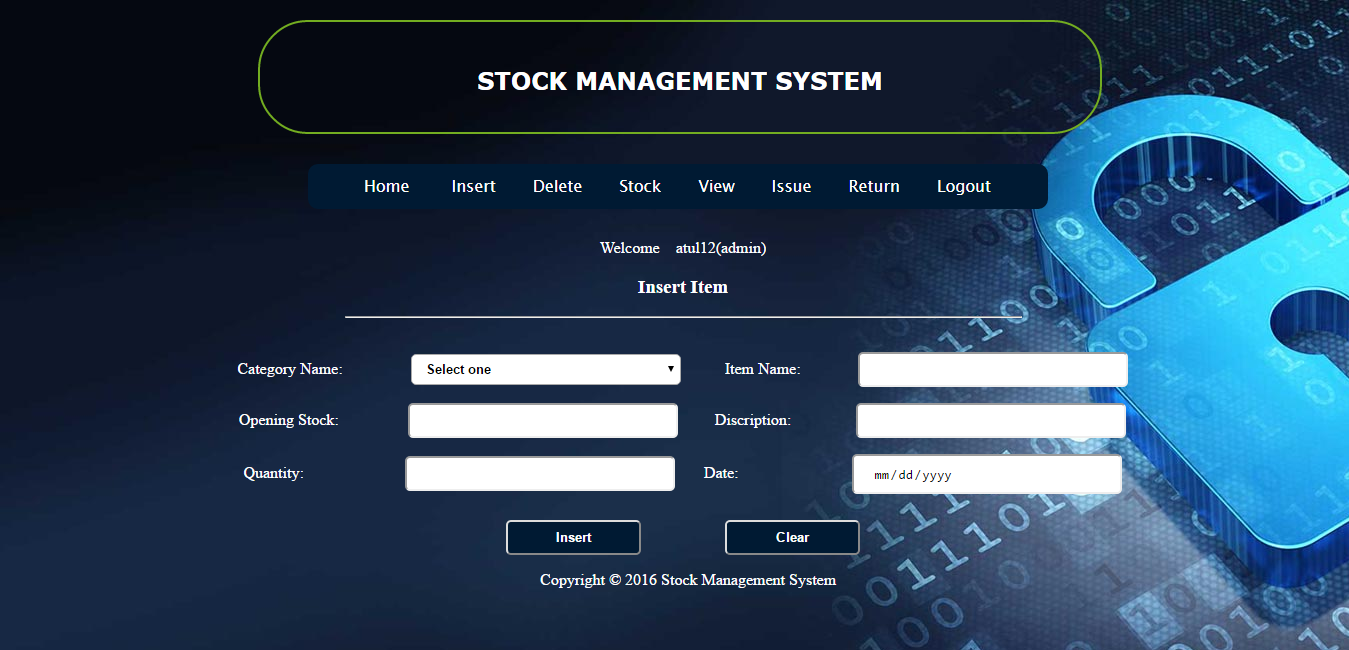 STOCK MANAGEMENT SYSTEM
Home Insert Delete Stock View Issue Return Logout
Welcome atul12(admin)
Insert Item
Category Name: Select one Item Name:
Opening Stock: Discription:
Quantity: Date: mm/dd/yyyy
Insert Clear
Copyright © 2016 Stock Management System